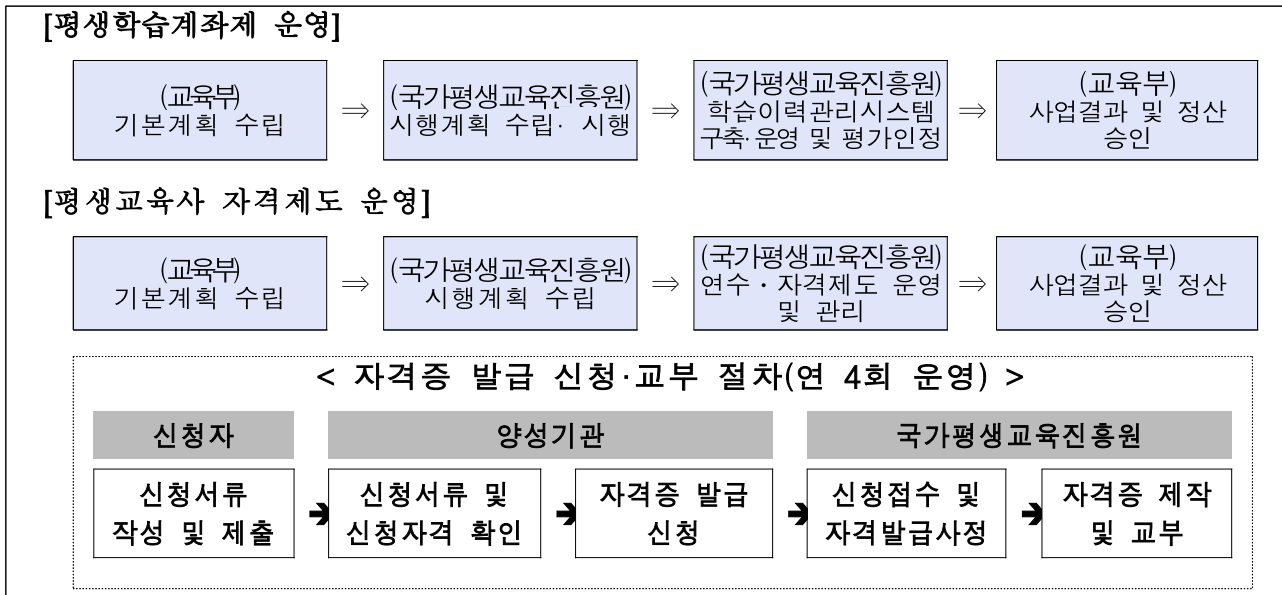 [평생학습계좌제 운영]
(교육부)
기본계획 수립
⇒
(국가평생교육진흥원)
시행계획 수립· 시행
⇒
(국가평생교육진흥원)
학습이력관리시스템
구축·운영 및 평가인정
⇒
(교육부)
사업결과 및 정산
승인
[평생교육사 자격제도 운영]
(교육부)
기본계획 수립
⇒
(국가평생교육진흥원)
시행계획 수립
⇒
(국가평생교육진흥원)
연수·자격제도 운영
및 관리
⇒
(교육부)
사업결과 및 정산
승인
< 자격증 발급 신청·교부 절차(연 4회 운영) >
신청자
양성기관
국가평생교육진흥원
신청서류
작성 및 제출
➔
신청서류 및
신청자격 확인
➔
자격증 발급
신청
➔
신청접수 및
자격발급사정
➔
자격증 제작
및 교부